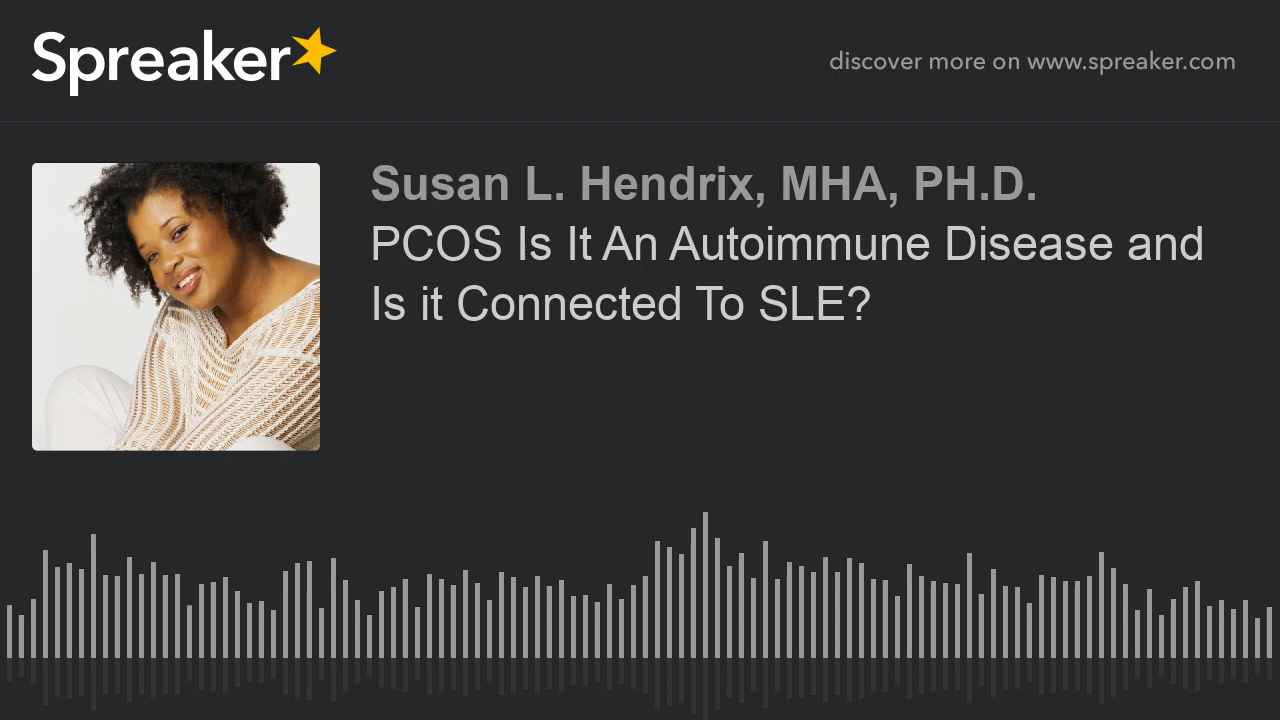 Spreaker
discover more on www.spreaker.com
Susan L. Hendrix, MHA, PH.D.
PCOS Is It An Autoimmune Disease and
Is it Connected To SLE?